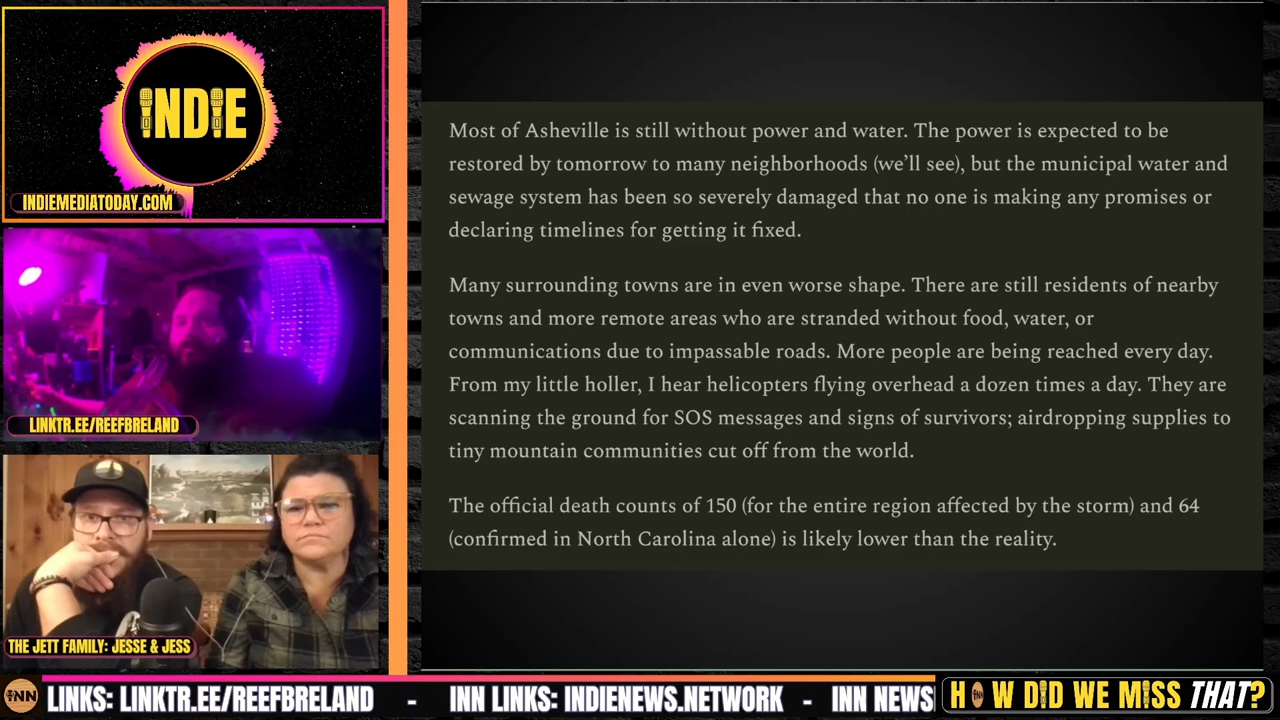 INDIE
INDIEMEDIATODAY.COM
LINKTR.EE/REEFBRELAND
THE JETT FAMILY: JESSE & JESS
Most of Asheville is still without power and water. The power is expected to be
restored by tomorrow to many neighborhoods (we'll see), but the municipal water and
sewage system has been so severely damaged that no one is making any promises or
declaring timelines for getting it fixed.
Many surrounding towns are in even worse shape. There are still residents of nearby
towns and more remote areas who are stranded without food, water, or
communications due to impassable roads. More people are being reached every day.
From my little holler, I hear helicopters flying overhead a dozen times a day. They are
scanning the ground for SOS messages and signs of survivors; airdropping supplies to
tiny mountain communities cut off from the world.
The official death counts of 150 (for the entire region affected by the storm) and 64
(confirmed in North Carolina alone) is likely lower than the reality.
INN LINKS: LINKTR.EE/REEFBRELAND - INN LINKS: INDIENEWS.NETWORK - INN NEWS
HOW DID WE MISS THAT?